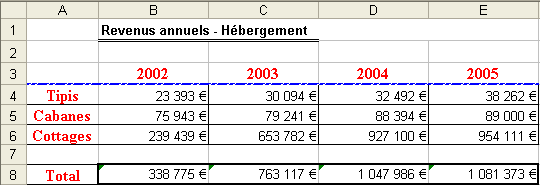 A B C D E
1 Revenus annuels - Hébergement
2
3 2002 2003 2004 2005
4 Tipis 23 393 € 30 094 € 32 492 € 38 262 €
5 Cabanes 75 943 € 79 241 € 88 394 € 89 000 €
6 Cottages 239 439 € 653 782 € 927 100 € 954 111 €
7
8 Total 338 775 € 763 117 € 1 047 986 € 1 081 373 €